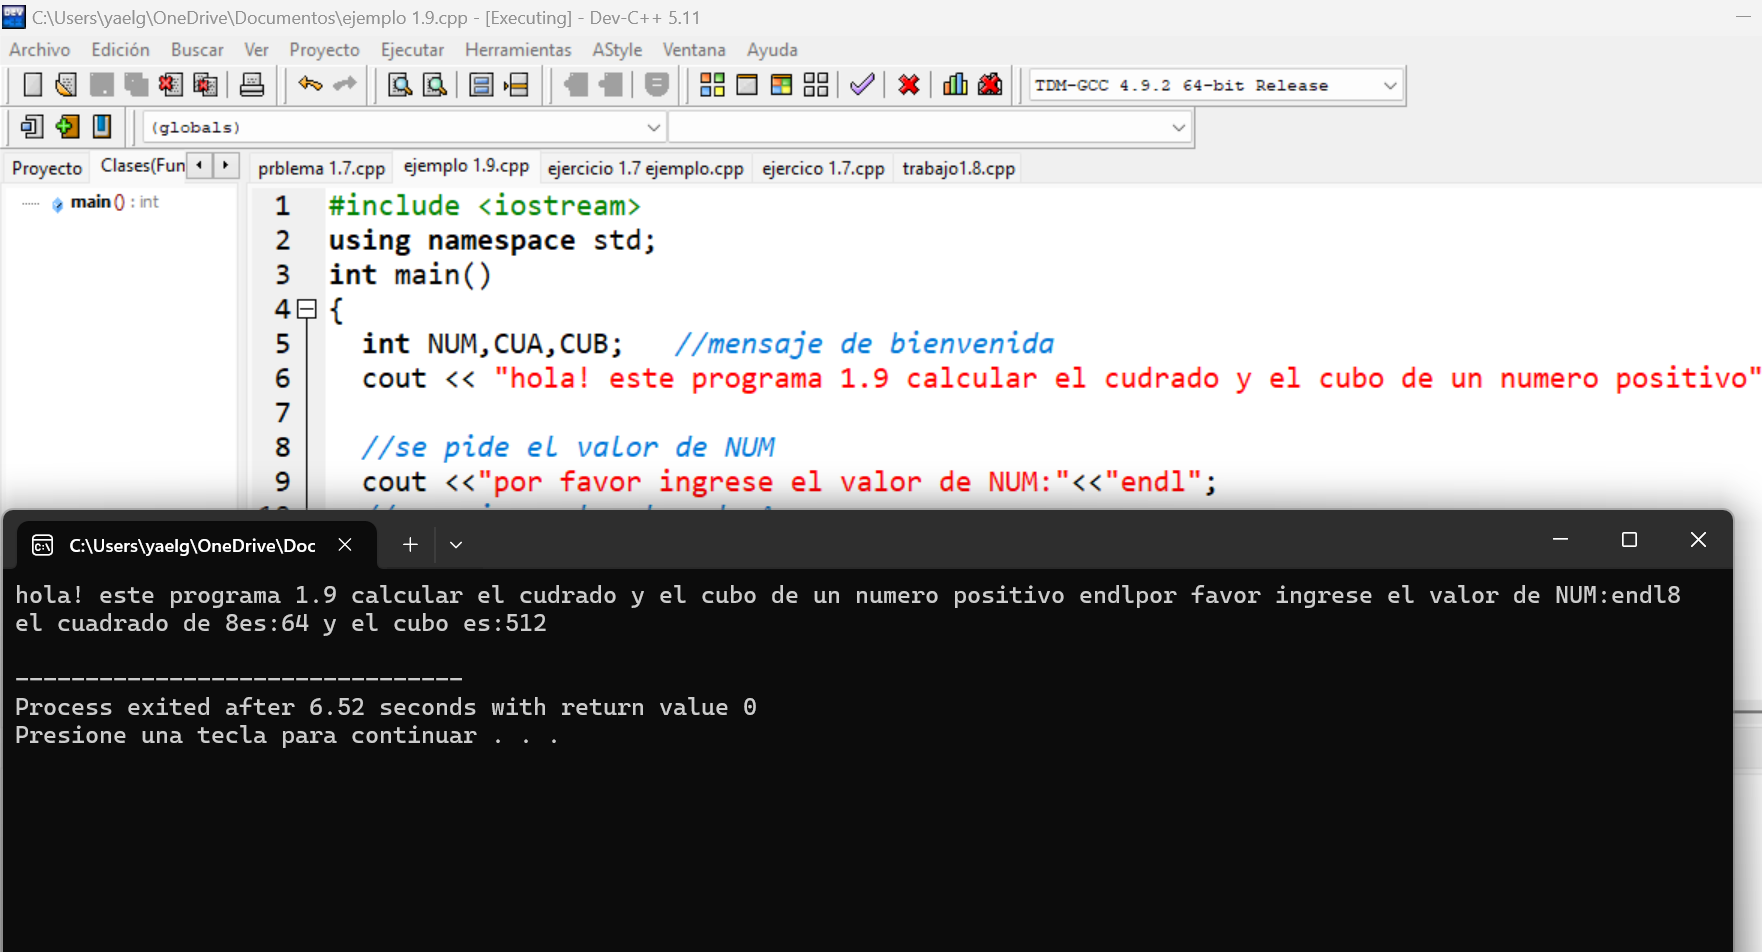 C:\Users\yaelg\OneDrive\Documentos\ejemplo 1.9.cpp - [Executing] - Dev-C++ 5.11
Archivo Edición Buscar Ver Proyecto Ejecutar Herramientas AStyle Ventana Ayuda
TDM-GCC 4.9.2 64-bit Release
(globals)
Proyecto Clases(Fun prblema 1.7.cpp ejemplo 1.9.cpp ejercicio 1.7 ejemplo.cpp ejercico 1.7.cpp trabajo1.8.cpp
main() : int
1 #include <iostream>
2 using namespace std;
3 int main()
4 {
5 int NUM,CUA,CUB; //mensaje de bienvenida
6 cout << "hola! este programa 1.9 calcular el cudrado y el cubo de un numero positivo"
7
8 //se pide el valor de NUM
9 cout <<"por favor ingrese el valor de NUM:"<<"endl";
C:\Users\yaelg\OneDrive\Doc
hola! este programa 1.9 calcular el cudrado y el cubo de un numero positivo endlpor favor ingrese el valor de NUM:endl8
el cuadrado de 8es:64 y el cubo es:512
--------------------------------
Process exited after 6.52 seconds with return value 0
Presione una tecla para continuar . . .